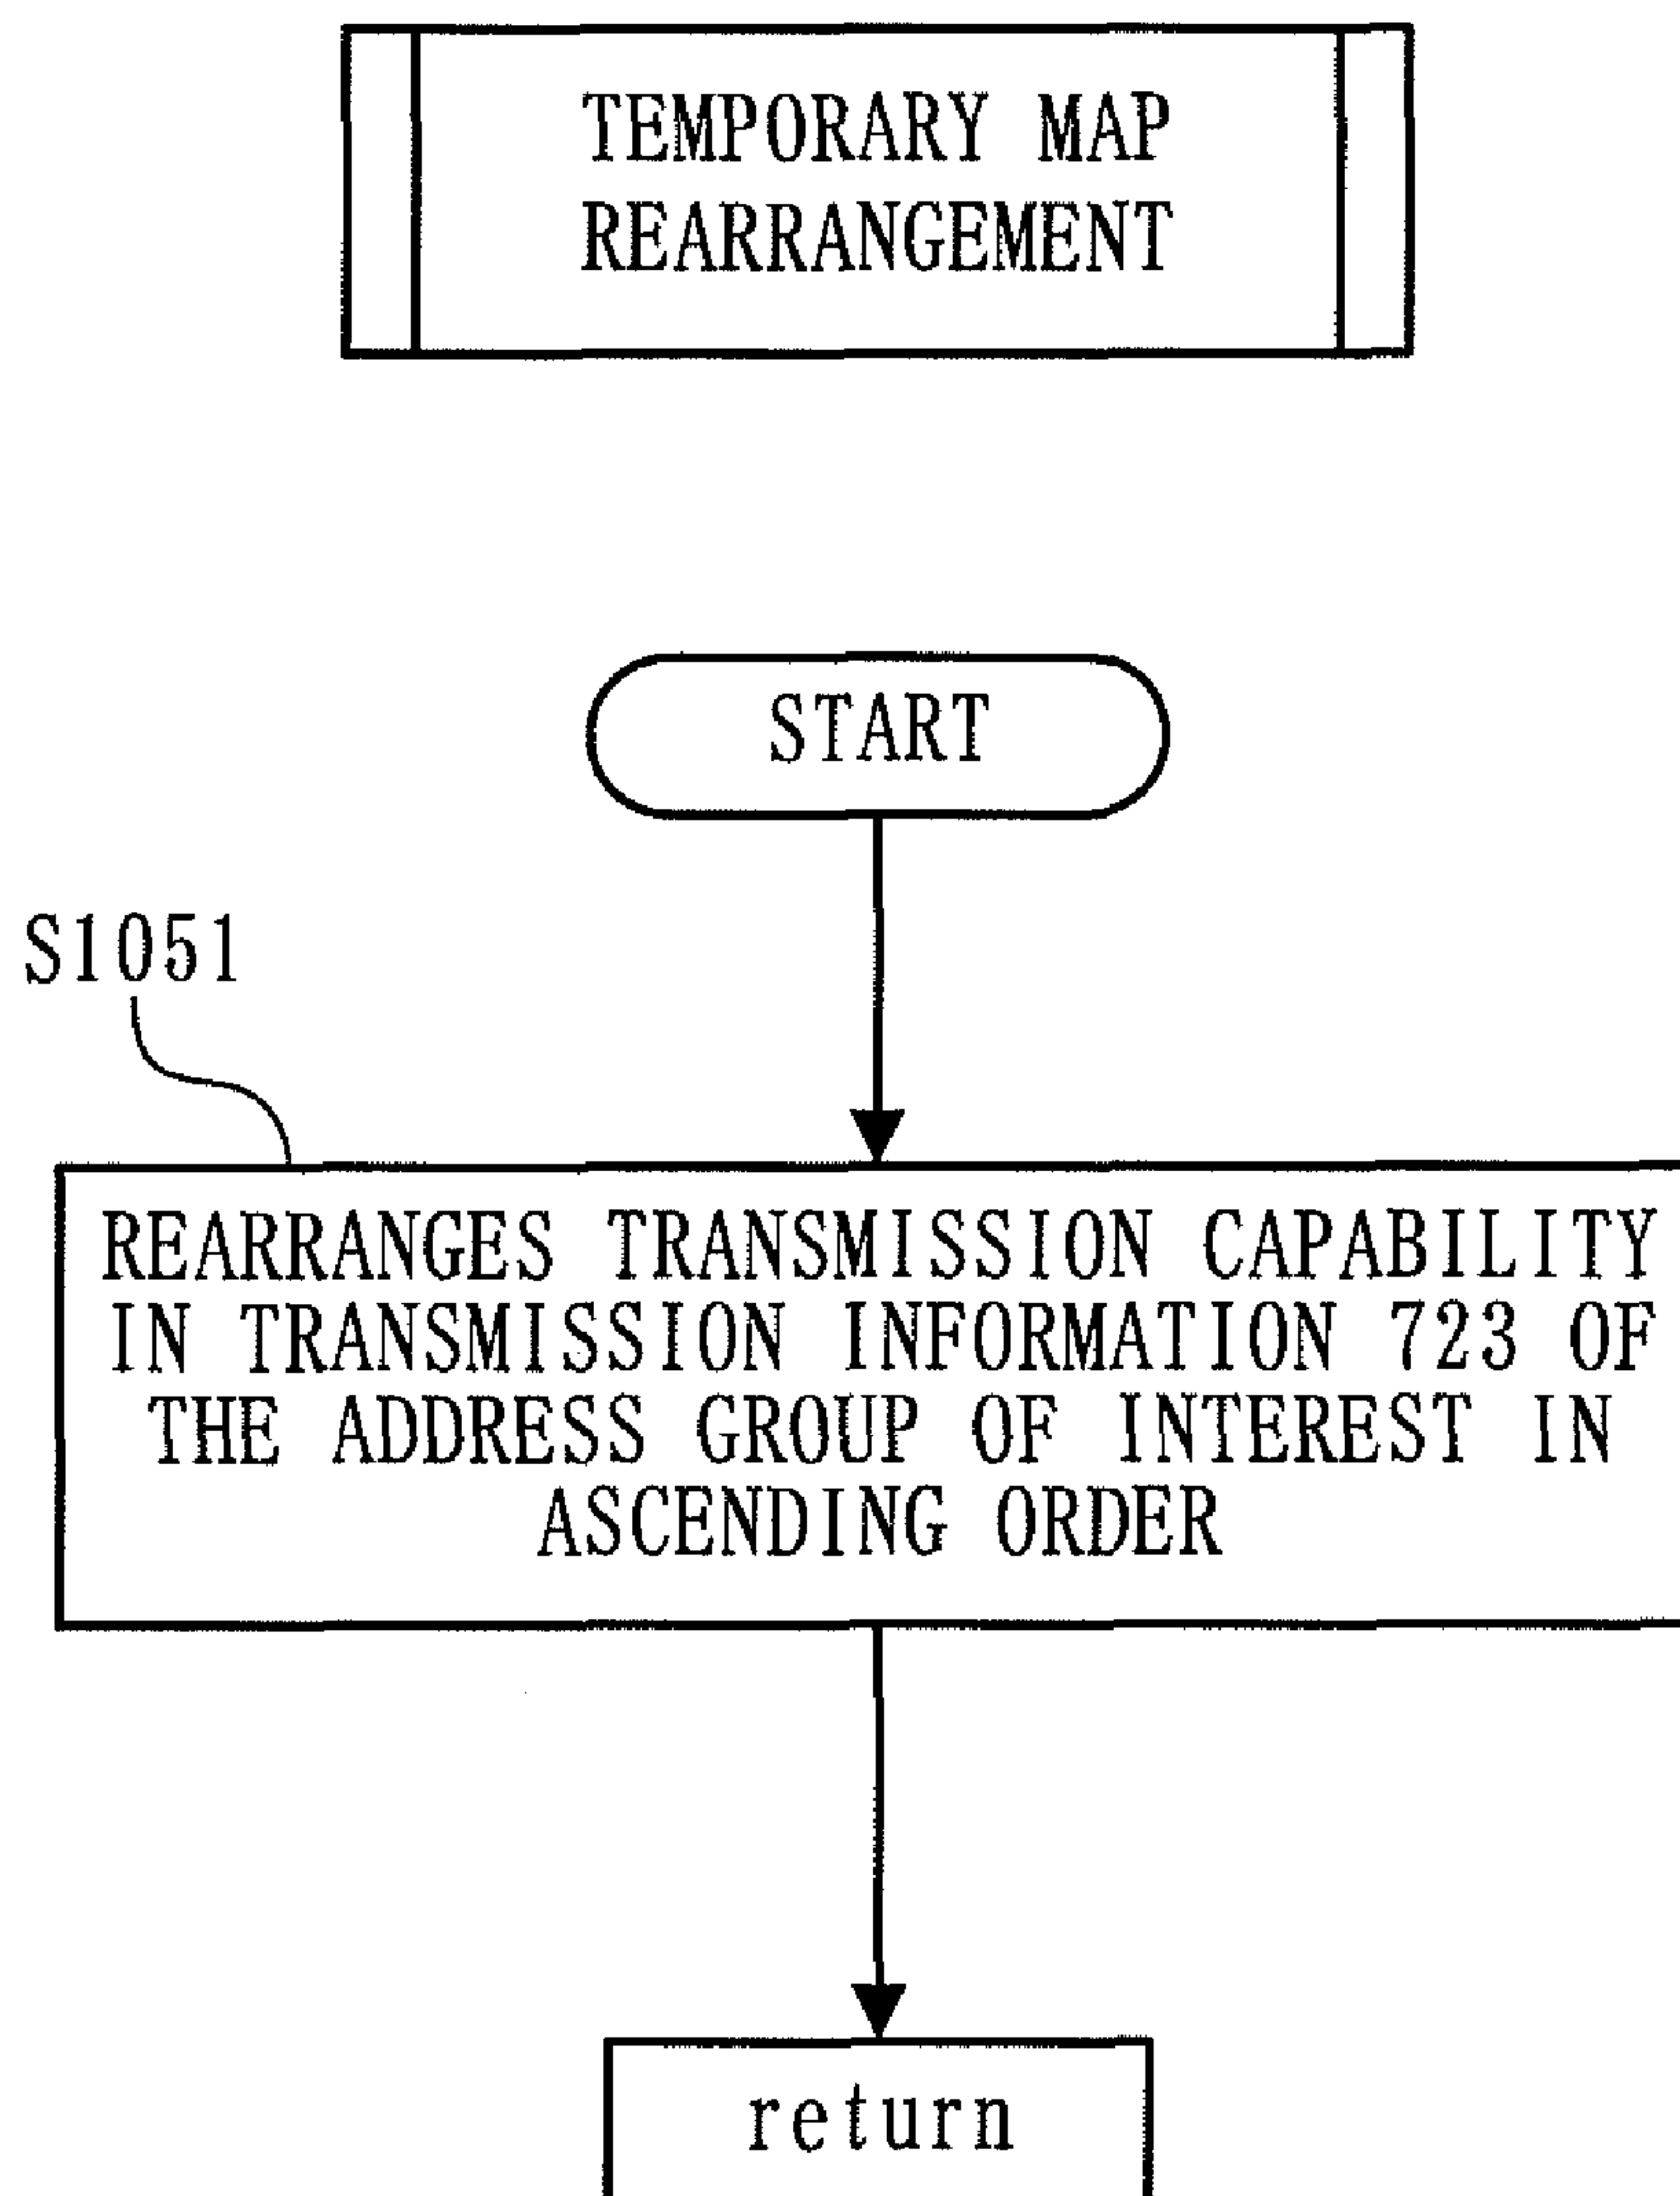 TEMPORARY MAP
REARRANGEMENT
START
S1051
REARRANGES TRANSMISSION CAPABILITY
IN TRANSMISSION INFORMATION 723 OF
THE ADDRESS GROUP OF INTEREST IN
ASCENDING ORDER
return